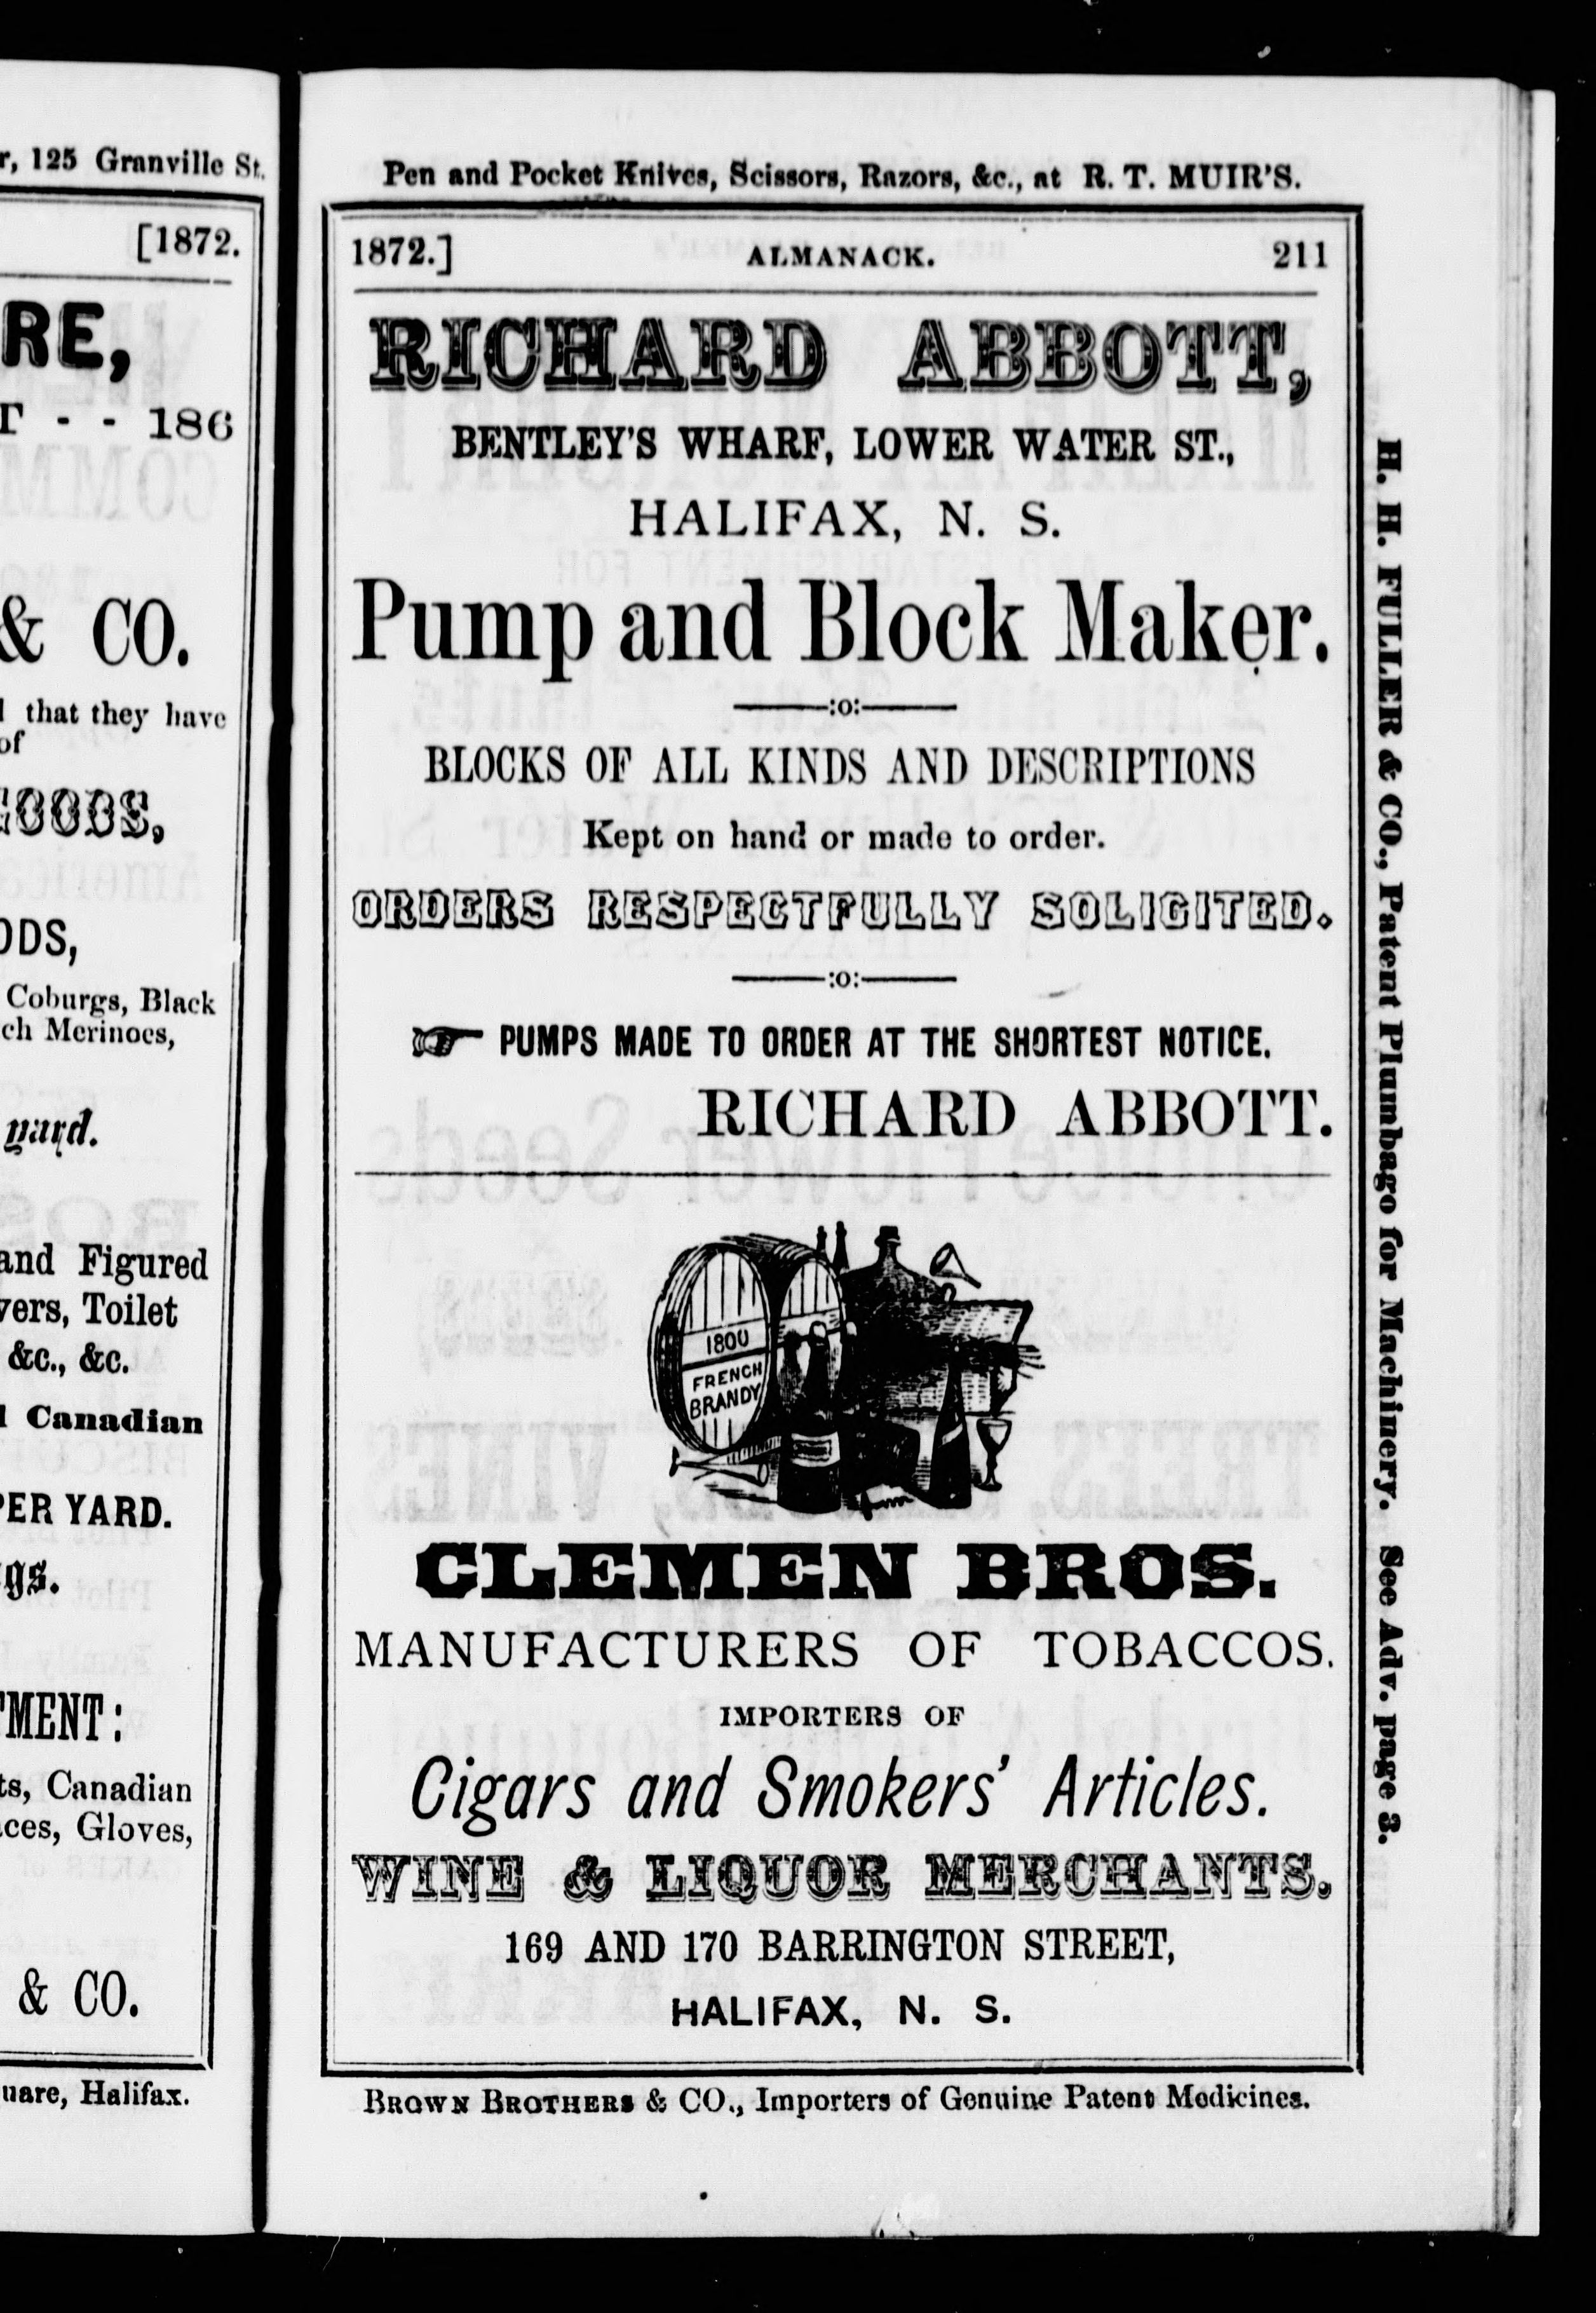 r, 125 Granville St.
[1872.
RE,
T - - 186
& CO.
that they have
of
GOODS,
ODS,
Coburgs, Black
ch Merinoes,
yard.
and Figured
vers, Toilet
&c., &c.
Canadian
PER YARD.
gs.
MENT:
ts, Canadian
ces, Gloves,
& CO.
uare, Halifax.
Pen and Pocket Knives, Scissors, Razors, &c., at R. T. MUIR'S.
1872.] ALMANACK. 211
RICHARD ABBOTT,
BENTLEY'S WHARF, LOWER WATER ST.,
HALIFAX, N. S.
Pump and Block Maker.
:o:
BLOCKS OF ALL KINDS AND DESCRIPTIONS
Kept on hand or made to order.
ORDERS RESPECTFULLY SOLICITED.
:o:
☞ PUMPS MADE TO ORDER AT THE SHORTEST NOTICE.
RICHARD ABBOTT.
1800
FRENCH
BRANDY
CLEMEN BROS.
MANUFACTURERS OF TOBACCOS.
IMPORTERS OF
Cigars and Smokers' Articles.
WINE & LIQUOR MERCHANTS.
169 AND 170 BARRINGTON STREET,
HALIFAX, N. S.
BROWN BROTHERS & CO., Importers of Genuine Patent Medicines.
H. H. FULLER & CO., Patent Plumbago for Machinery. See Adv. page 3.